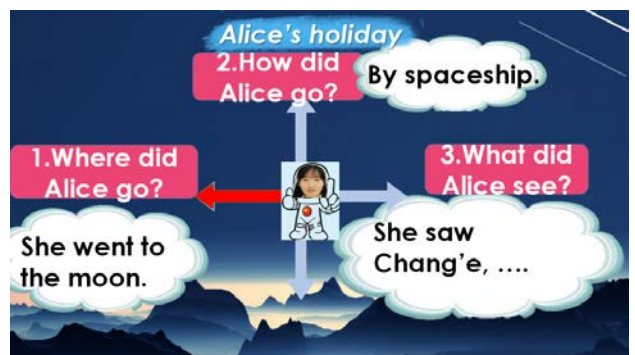 Alice's holiday
2.How did
Alice go?
By spaceship.
1.Where did
Alice go?
She went to
the moon.
3.What did
Alice see?
She saw
Chang'e, ....